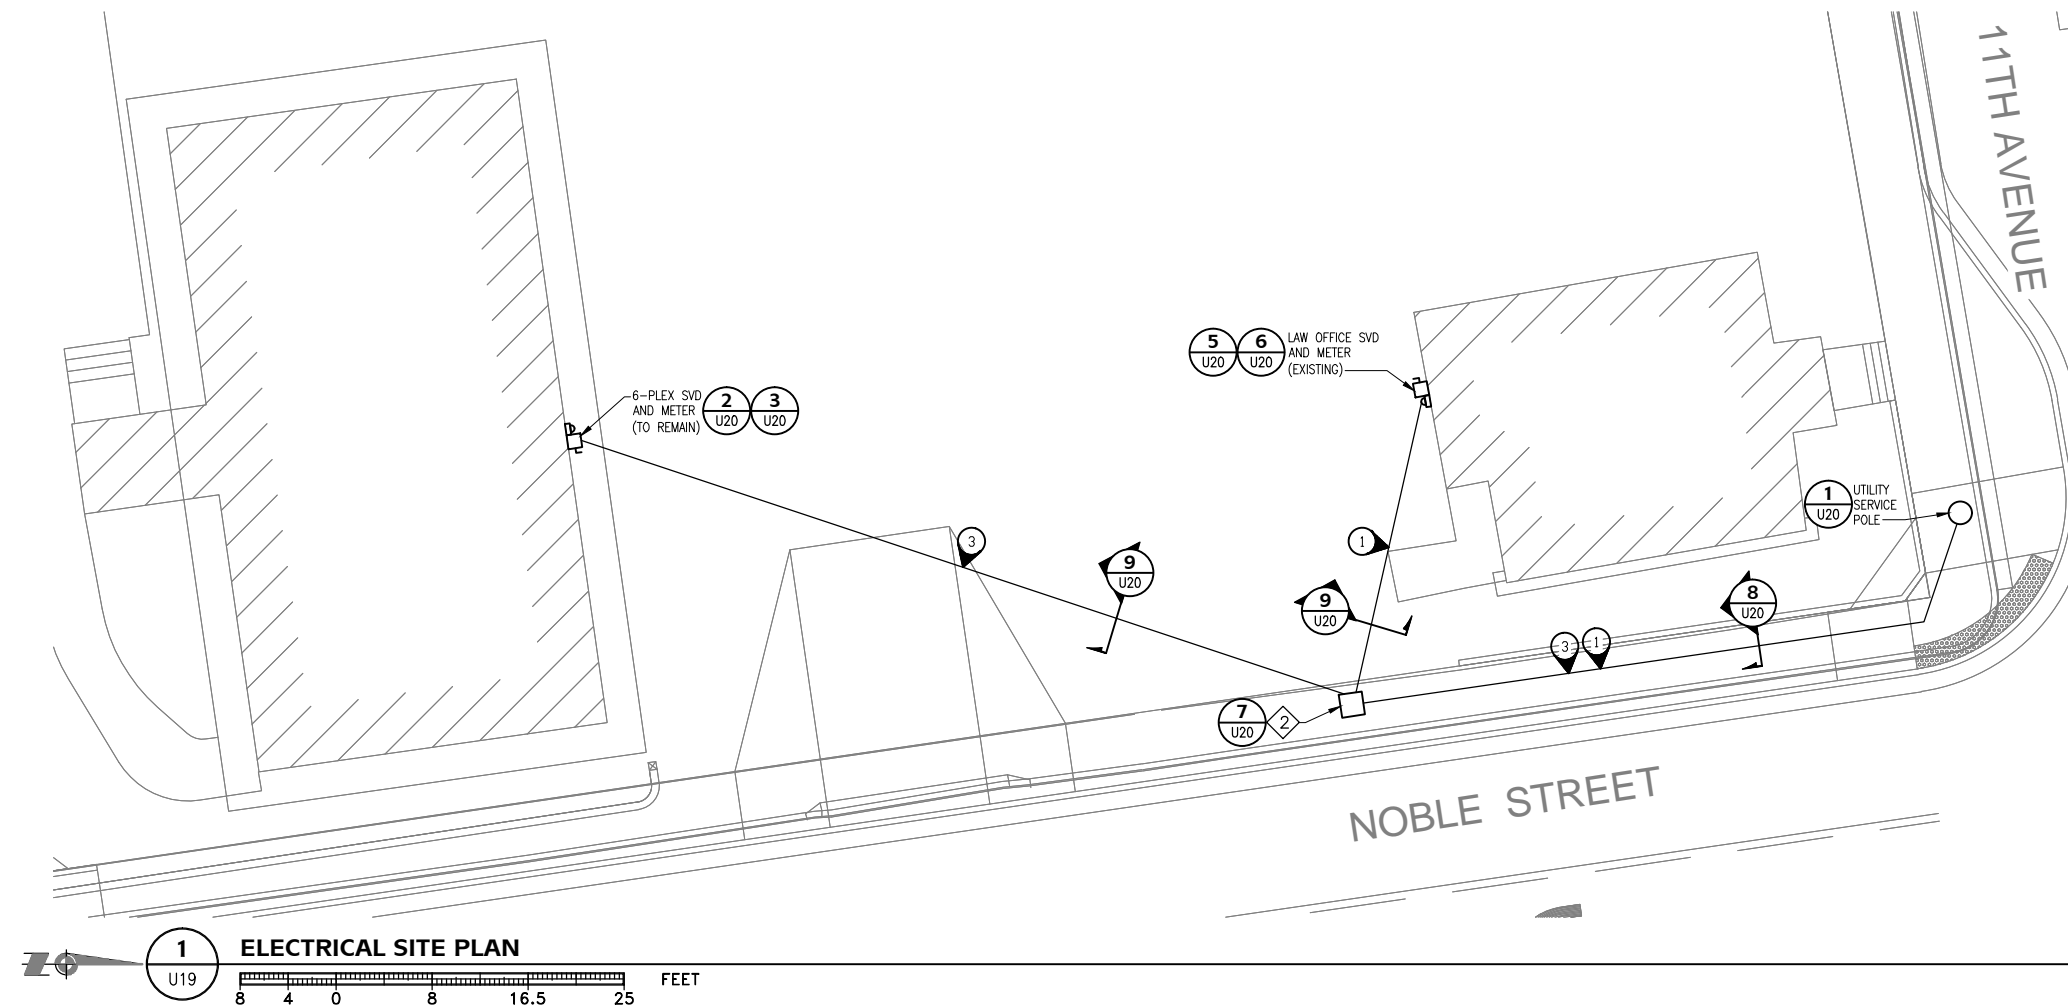 11TH AVENUE
5
U20
6
U20
LAW OFFICE SVD
AND METER
(EXISTING)
6-PLEX SVD
AND METER
(TO REMAIN)
2
U20
3
U20
1
U20
UTILITY
SERVICE
POLE
3
1
9
U20
9
U20
8
U20
3
1
7
U20
2
NOBLE STREET
1
U19
ELECTRICAL SITE PLAN
8 4 0 8 16.5 25
FEET